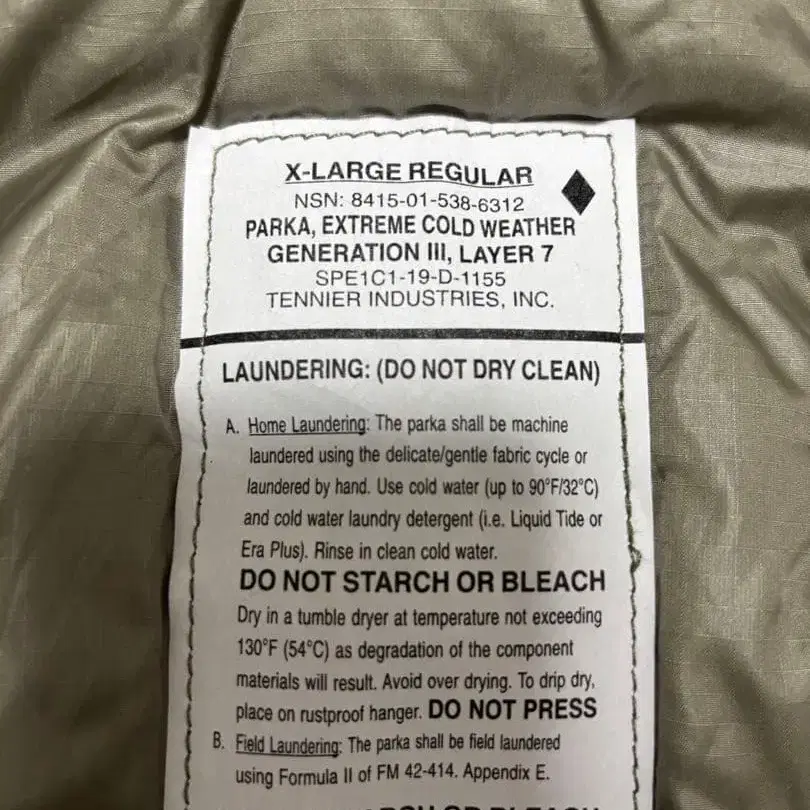 X-LARGE REGULAR
NSN: 8415-01-538-6312
PARKA, EXTREME COLD WEATHER
GENERATION III, LAYER 7
SPE1C1-19-D-1155
TENNIER INDUSTRIES, INC.
LAUNDERING: (DO NOT DRY CLEAN)
A. Home Laundering: The parka shall be machine
laundered using the delicate/gentle fabric cycle or
laundered by hand. Use cold water (up to 90°F/32°C)
and cold water laundry detergent (i.e. Liquid Tide or
Era Plus). Rinse in clean cold water.
DO NOT STARCH OR BLEACH
Dry in a tumble dryer at temperature not exceeding
130°F (54°C) as degradation of the component
materials will result. Avoid over drying. To drip dry,
place on rustproof hanger. DO NOT PRESS
B. Field Laundering: The parka shall be field laundered
using Formula II of FM 42-414. Appendix E.
OR BLEACH